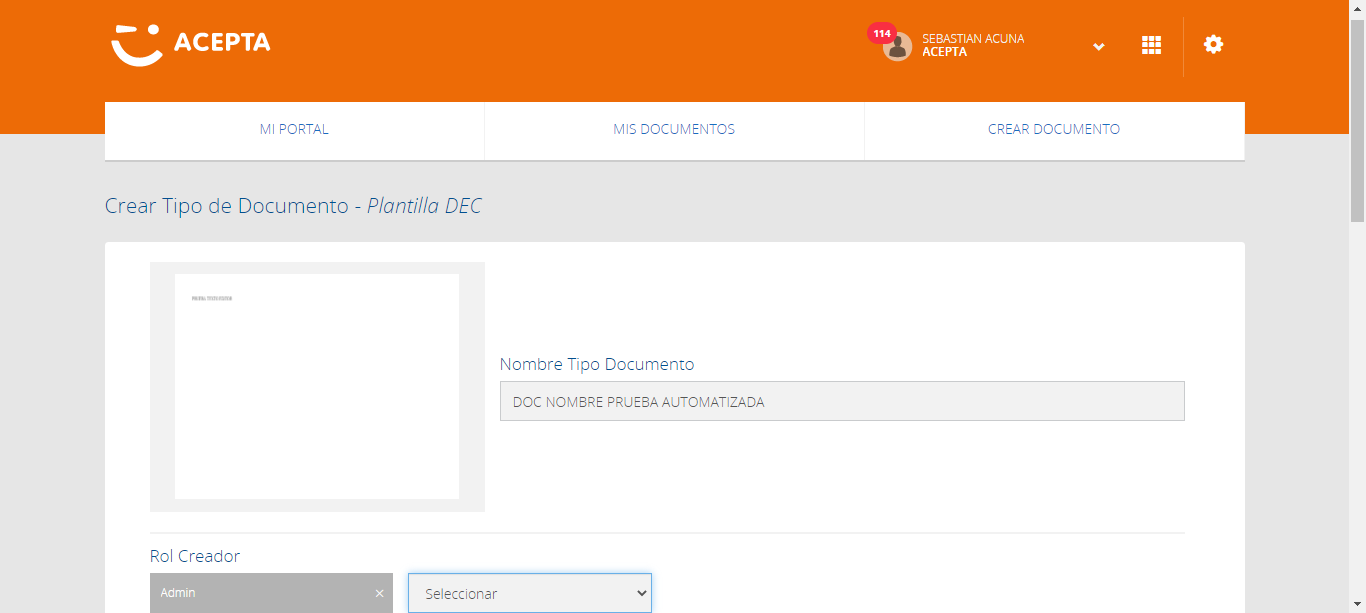 ACEPTA
114
SEBASTIAN ACUNA
ACEPTA
MI PORTAL
MIS DOCUMENTOS
CREAR DOCUMENTO
Crear Tipo de Documento - Plantilla DEC
Nombre Tipo Documento
DOC NOMBRE PRUEBA AUTOMATIZADA
Rol Creador
Admin ×
Seleccionar